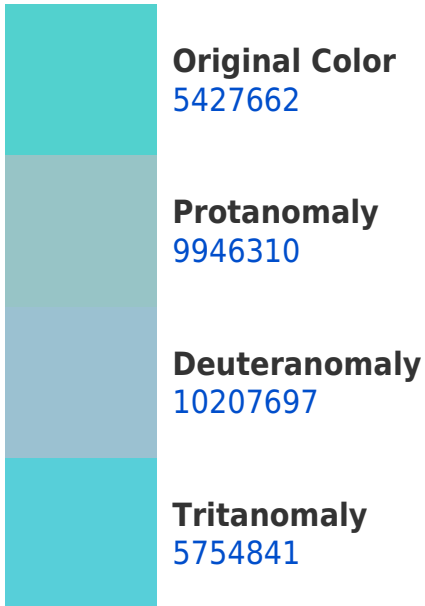 Original Color
5427662
Protanomaly
9946310
Deuteranomaly
10207697
Tritanomaly
5754841